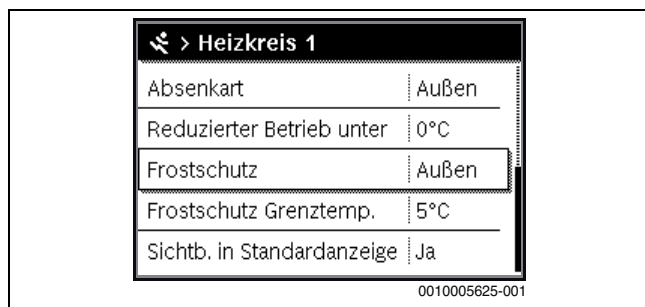 > Heizkreis 1
Absenkart Außen
Reduzierter Betrieb unter 0°C
Frostschutz Außen
Frostschutz Grenztemp. 5°C
Sichtb. in Standardanzeige Ja
0010005625-001